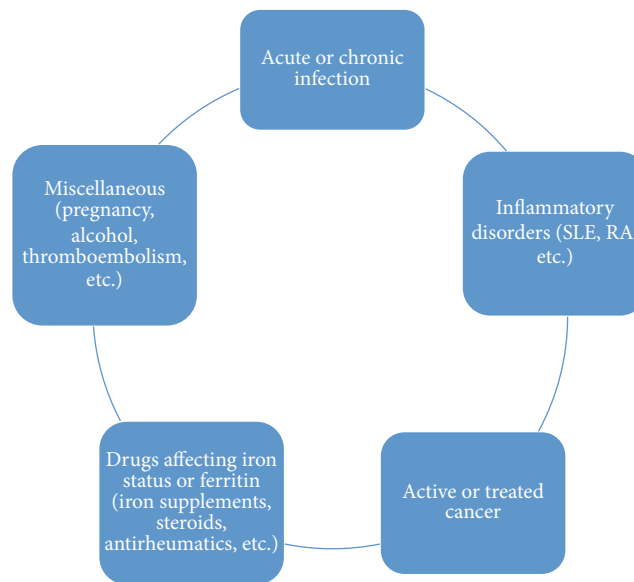 Acute or chronic
infection
Inflammatory
disorders (SLE, RA
etc.)
Active or treated
cancer
Drugs affecting iron
status or ferritin
(iron supplements,
steroids,
antirheumatics, etc.)
Miscellaneous
(pregnancy,
alcohol,
thromboembolism,
etc.)